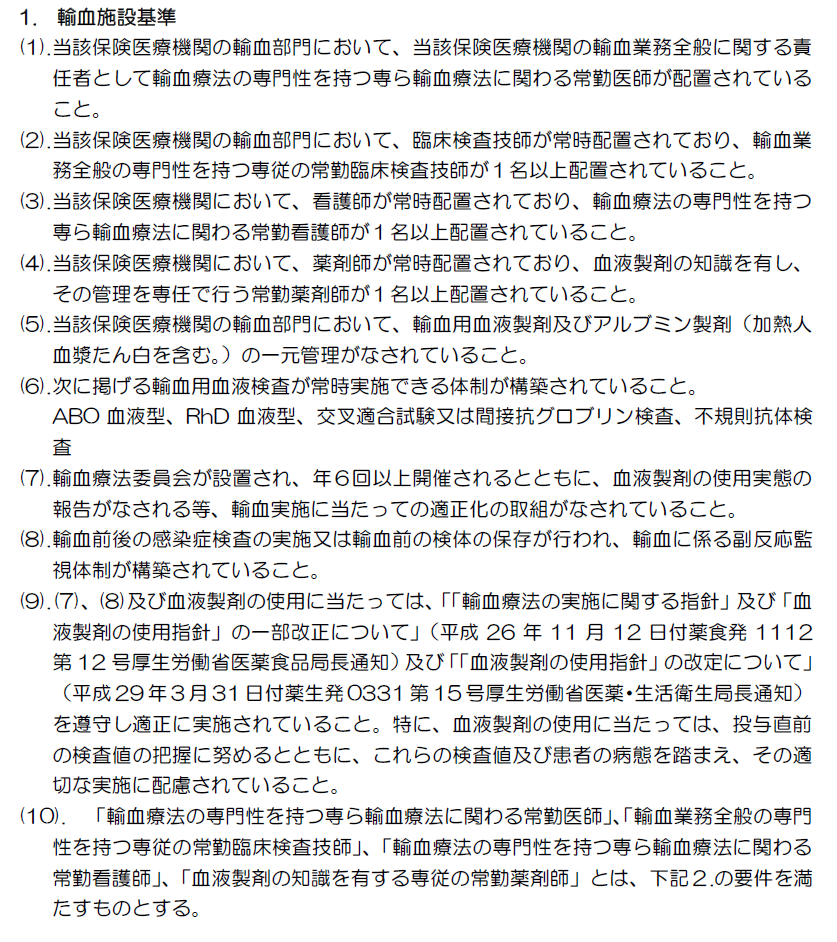 1. 輸血施設基準
(1).当該保険医療機関の輸血部門において、当該保険医療機関の輸血業務全般に関する責
任者として輸血療法の専門性を持つ専ら輸血療法に関わる常勤医師が配置されている
こと。
(2).当該保険医療機関の輸血部門において、臨床検査技師が常時配置されており、輸血業
務全般の専門性を持つ専従の常勤臨床検査技師が1名以上配置されていること。
(3).当該保険医療機関において、看護師が常時配置されており、輸血療法の専門性を持つ
専ら輸血療法に関わる常勤看護師が1名以上配置されていること。
(4).当該保険医療機関において、薬剤師が常時配置されており、血液製剤の知識を有し、
その管理を専任で行う常勤薬剤師が1名以上配置されていること。
(5).当該保険医療機関の輸血部門において、輸血用血液製剤及びアルブミン製剤（加熱人
血漿たん白を含む。）の一元管理がなされていること。
(6).次に掲げる輸血用血液検査が常時実施できる体制が構築されていること。
ABO 血液型、RhD 血液型、交叉適合試験又は間接抗グロブリン検査、不規則抗体検
査
(7).輸血療法委員会が設置され、年6回以上開催されるとともに、血液製剤の使用実態の
報告がなされる等、輸血実施に当たっての適正化の取組がなされていること。
(8).輸血前後の感染症検査の実施又は輸血前の検体の保存が行われ、輸血に係る副反応監
視体制が構築されていること。
(9).(7)、(8)及び血液製剤の使用に当たっては、「「輸血療法の実施に関する指針」及び「血
液製剤の使用指針」の一部改正について」（平成 26 年 11 月 12 日付薬食発 1112
第 12 号厚生労働省医薬食品局長通知）及び「「血液製剤の使用指針」の改定について」
（平成29年3月31日付薬生発0331第15号厚生労働省医薬・生活衛生局長通知）
を遵守し適正に実施されていること。特に、血液製剤の使用に当たっては、投与直前
の検査値の把握に努めるとともに、これらの検査値及び患者の病態を踏まえ、その適
切な実施に配慮されていること。
(10). 「輸血療法の専門性を持つ専ら輸血療法に関わる常勤医師」、「輸血業務全般の専門
性を持つ専従の常勤臨床検査技師」、「輸血療法の専門性を持つ専ら輸血療法に関わる
常勤看護師」、「血液製剤の知識を有する専従の常勤薬剤師」とは、下記2.の要件を満
たすものとする。